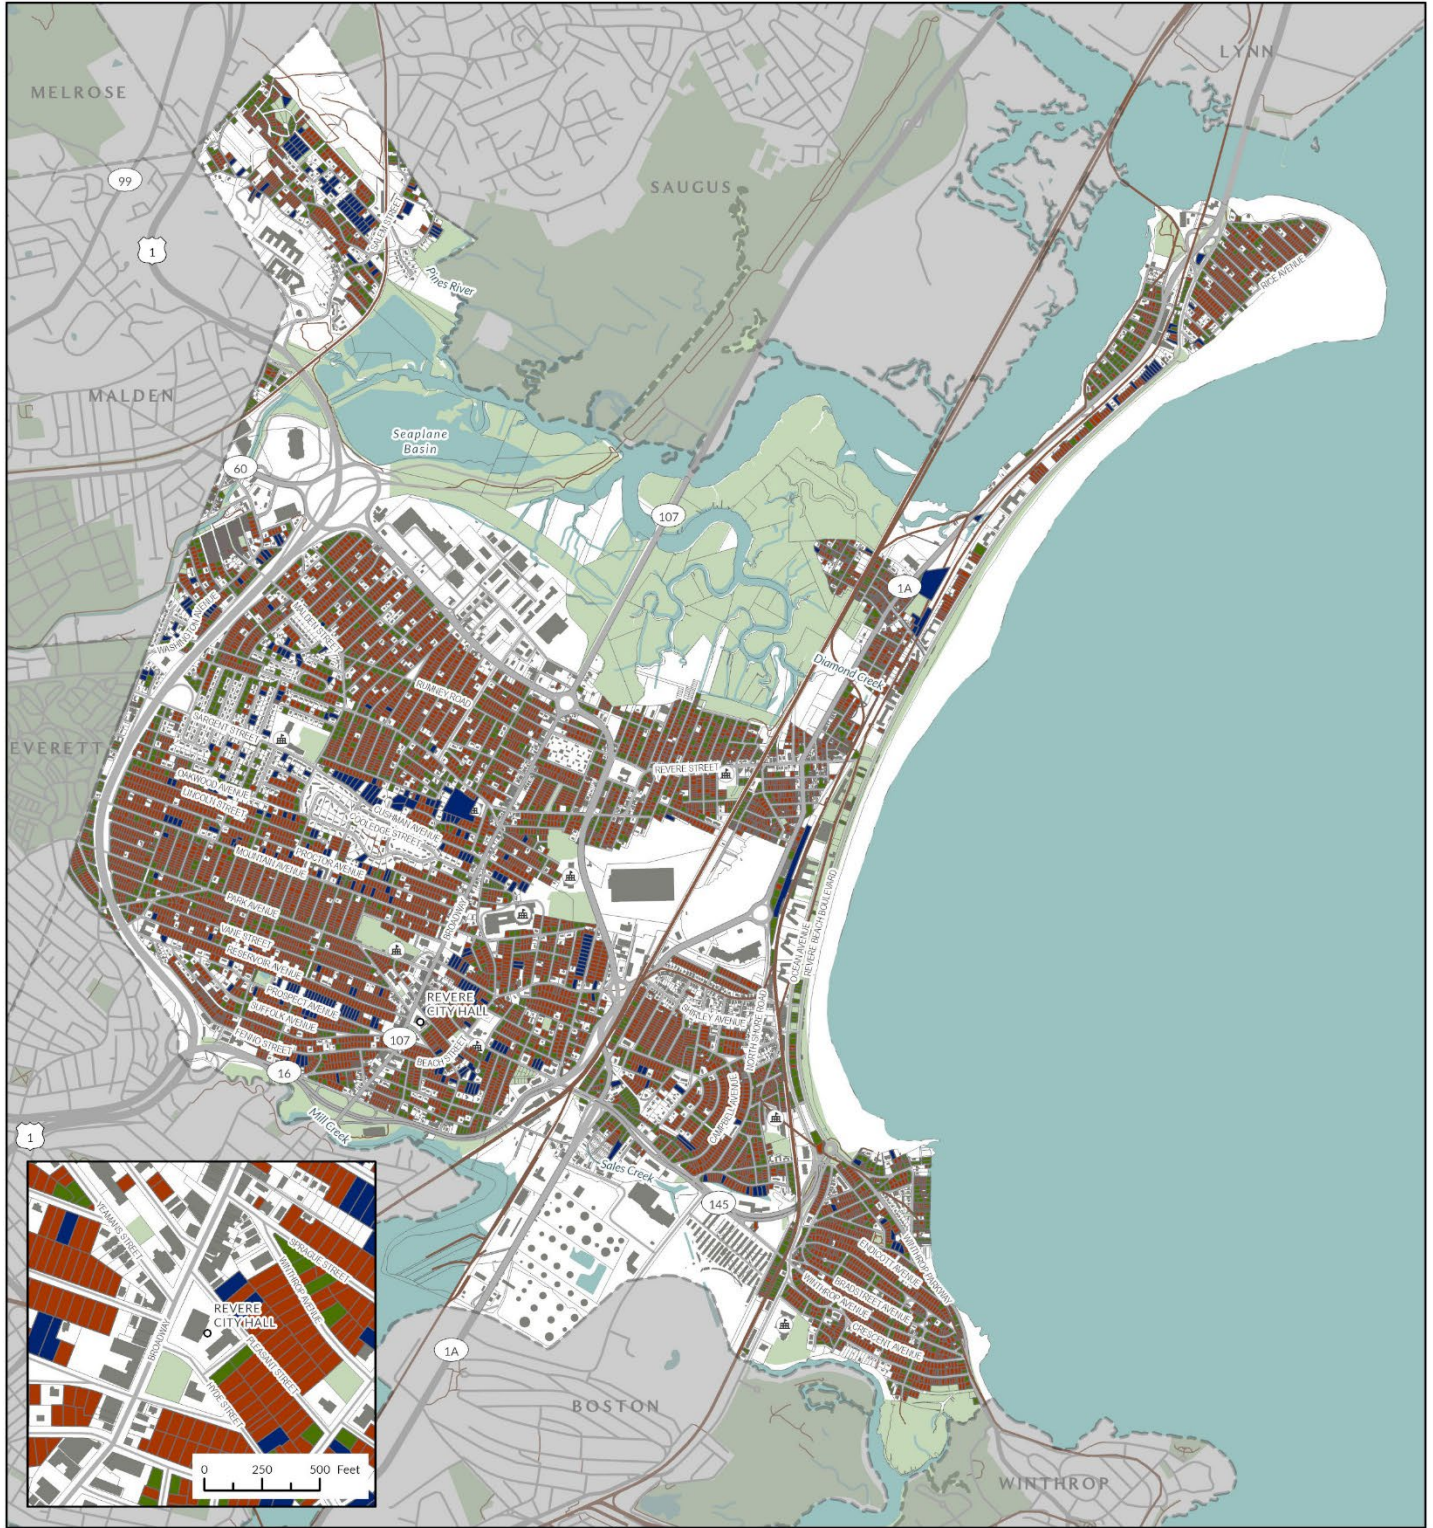 LYNN
MELROSE
99
SAUGUS
1
SALEM STREET
Pines River
RICE AVENUE
MALDEN
Seaplane
Basin
60
107
1A
MALDEN STREET
WASHINGTON AVENUE
Diamond Creek
RUMNEY ROAD
SARGENT STREET
EVERETT
REVERE STREET
OAKWOOD AVENUE
LINCOLN STREET
CUSHMAN AVENUE
COOLEDGE STREET
PROCTOR AVENUE
MOUNTAIN AVENUE
PARK AVENUE
BROADWAY
VANE STREET
RESERVOIR AVENUE
OCEAN AVENUE
REVERE BEACH BOULEVARD
PROSPECT AVENUE
SUFFOLK AVENUE
REVERE
CITY HALL
SHIRLEY AVENUE
NORTH SHORE ROAD
FENNO STREET
107
BEACH STREET
16
CAMPBELL AVENUE
Mill Creek
1
Sales Creek
145
ENDICOTT AVENUE
WINTHROP PARKWAY
BRADSTREET AVENUE
WINTHROP AVENUE
CRESCENT AVENUE
1A
BOSTON
WINTHROP
YEAMANS STREET
SPRAGUE STREET
WINTHROP AVENUE
REVERE
CITY HALL
BROADWAY
PLEASANT STREET
HYDE STREET
0 250 500 Feet